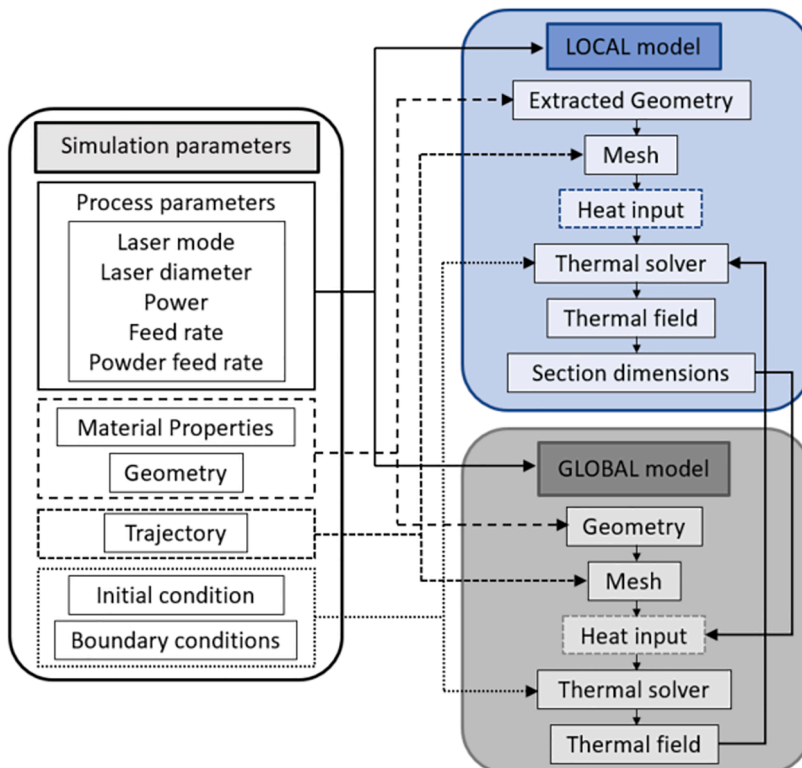 Simulation parameters
Process parameters
Laser mode
Laser diameter
Power
Feed rate
Powder feed rate
Material Properties
Geometry
Trajectory
Initial condition
Boundary conditions
LOCAL model
Extracted Geometry
Mesh
Heat input
Thermal solver
Thermal field
Section dimensions
GLOBAL model
Geometry
Mesh
Heat input
Thermal solver
Thermal field